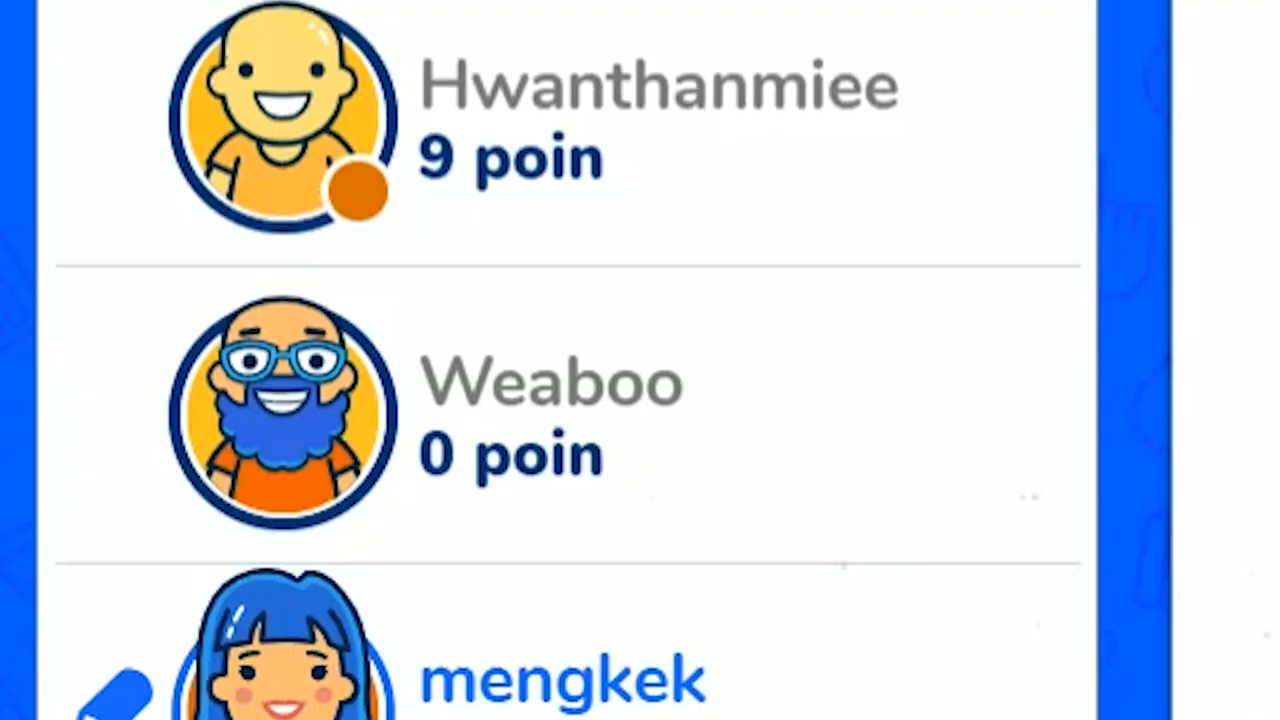 Hwanthanmiee
9 poin
Weaboo
0 poin
mengkek